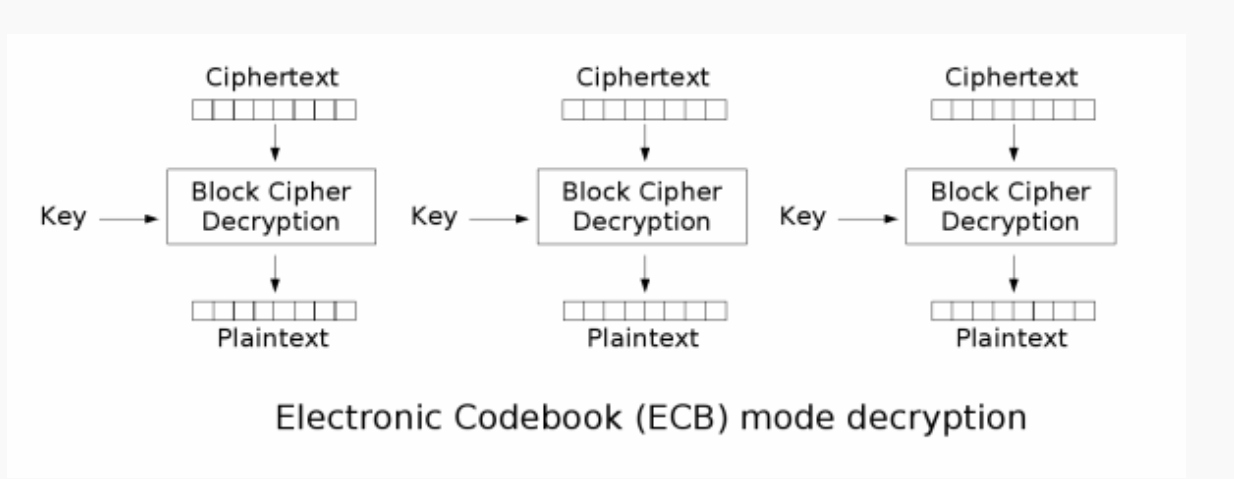 Ciphertext Ciphertext Ciphertext
Key Block Cipher Decryption Key Block Cipher Decryption Key Block Cipher Decryption
Plaintext Plaintext Plaintext
Electronic Codebook (ECB) mode decryption